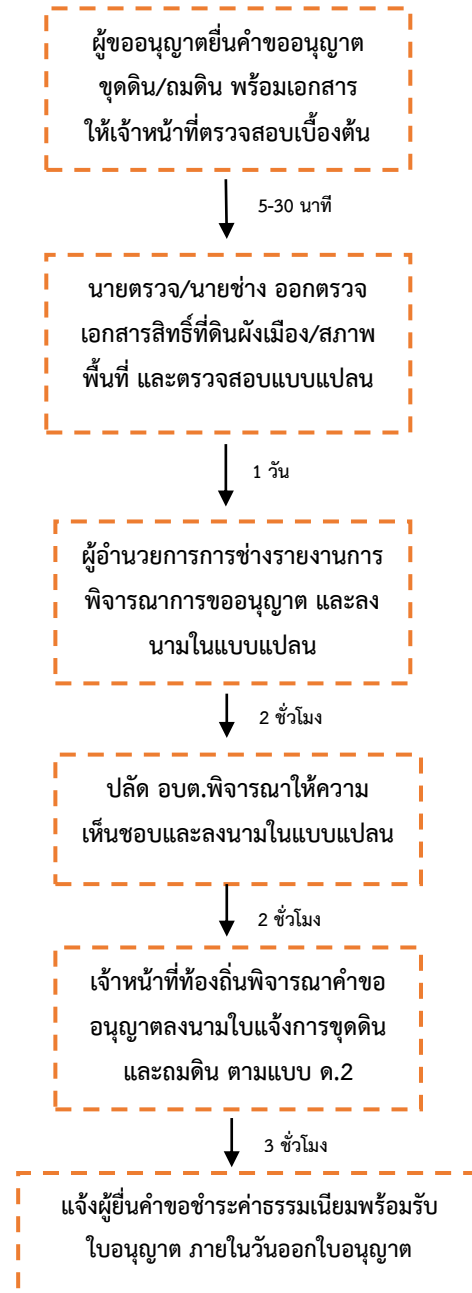 ผู้ขออนุญาตยื่นคำขออนุญาต
ขุดดิน/ถมดิน พร้อมเอกสาร
ให้เจ้าหน้าที่ตรวจสอบเบื้องต้น
5-30 นาที
นายตรวจ/นายช่าง ออกตรวจ
เอกสารสิทธิ์ที่ดินผังเมือง/สภาพ
พื้นที่ และตรวจสอบแบบแปลน
1 วัน
ผู้อำนวยการการช่างรายงานการ
พิจารณาการขออนุญาต และลง
นามในแบบแปลน
2 ชั่วโมง
ปลัด อบต.พิจารณาให้ความ
เห็นชอบและลงนามในแบบแปลน
2 ชั่วโมง
เจ้าหน้าที่ท้องถิ่นพิจารณาคำขอ
อนุญาตลงนามใบแจ้งการขุดดิน
และถมดิน ตามแบบ ด.2
3 ชั่วโมง
แจ้งผู้ยื่นคำขอชำระค่าธรรมเนียมพร้อมรับ
ใบอนุญาต ภายในวันออกใบอนุญาต